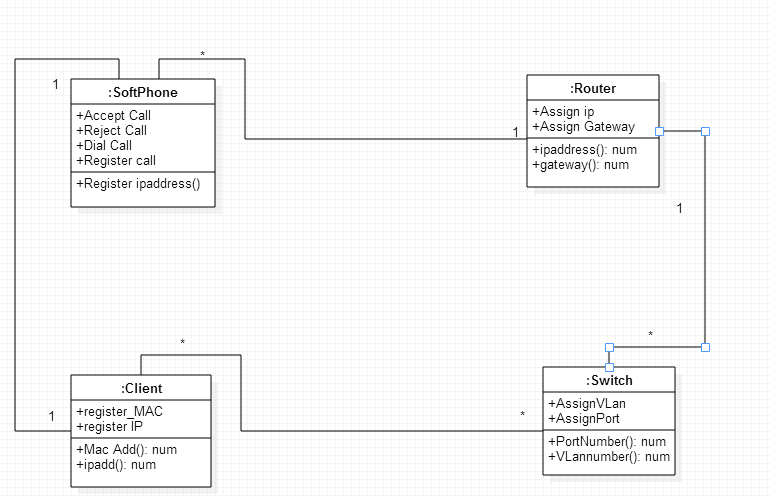 *
1
:SoftPhone
+Accept Call
+Reject Call
+Dial Call
+Register call
+Register ipaddress()
:Router
+Assign ip
+Assign Gateway
+ipaddress(): num
+gateway(): num
1
1
*
*
:Client
+register_MAC
+register IP
+Mac Add(): num
+ipadd(): num
1
*
:Switch
+AssignVLan
+AssignPort
+PortNumber(): num
+VLannumber(): num